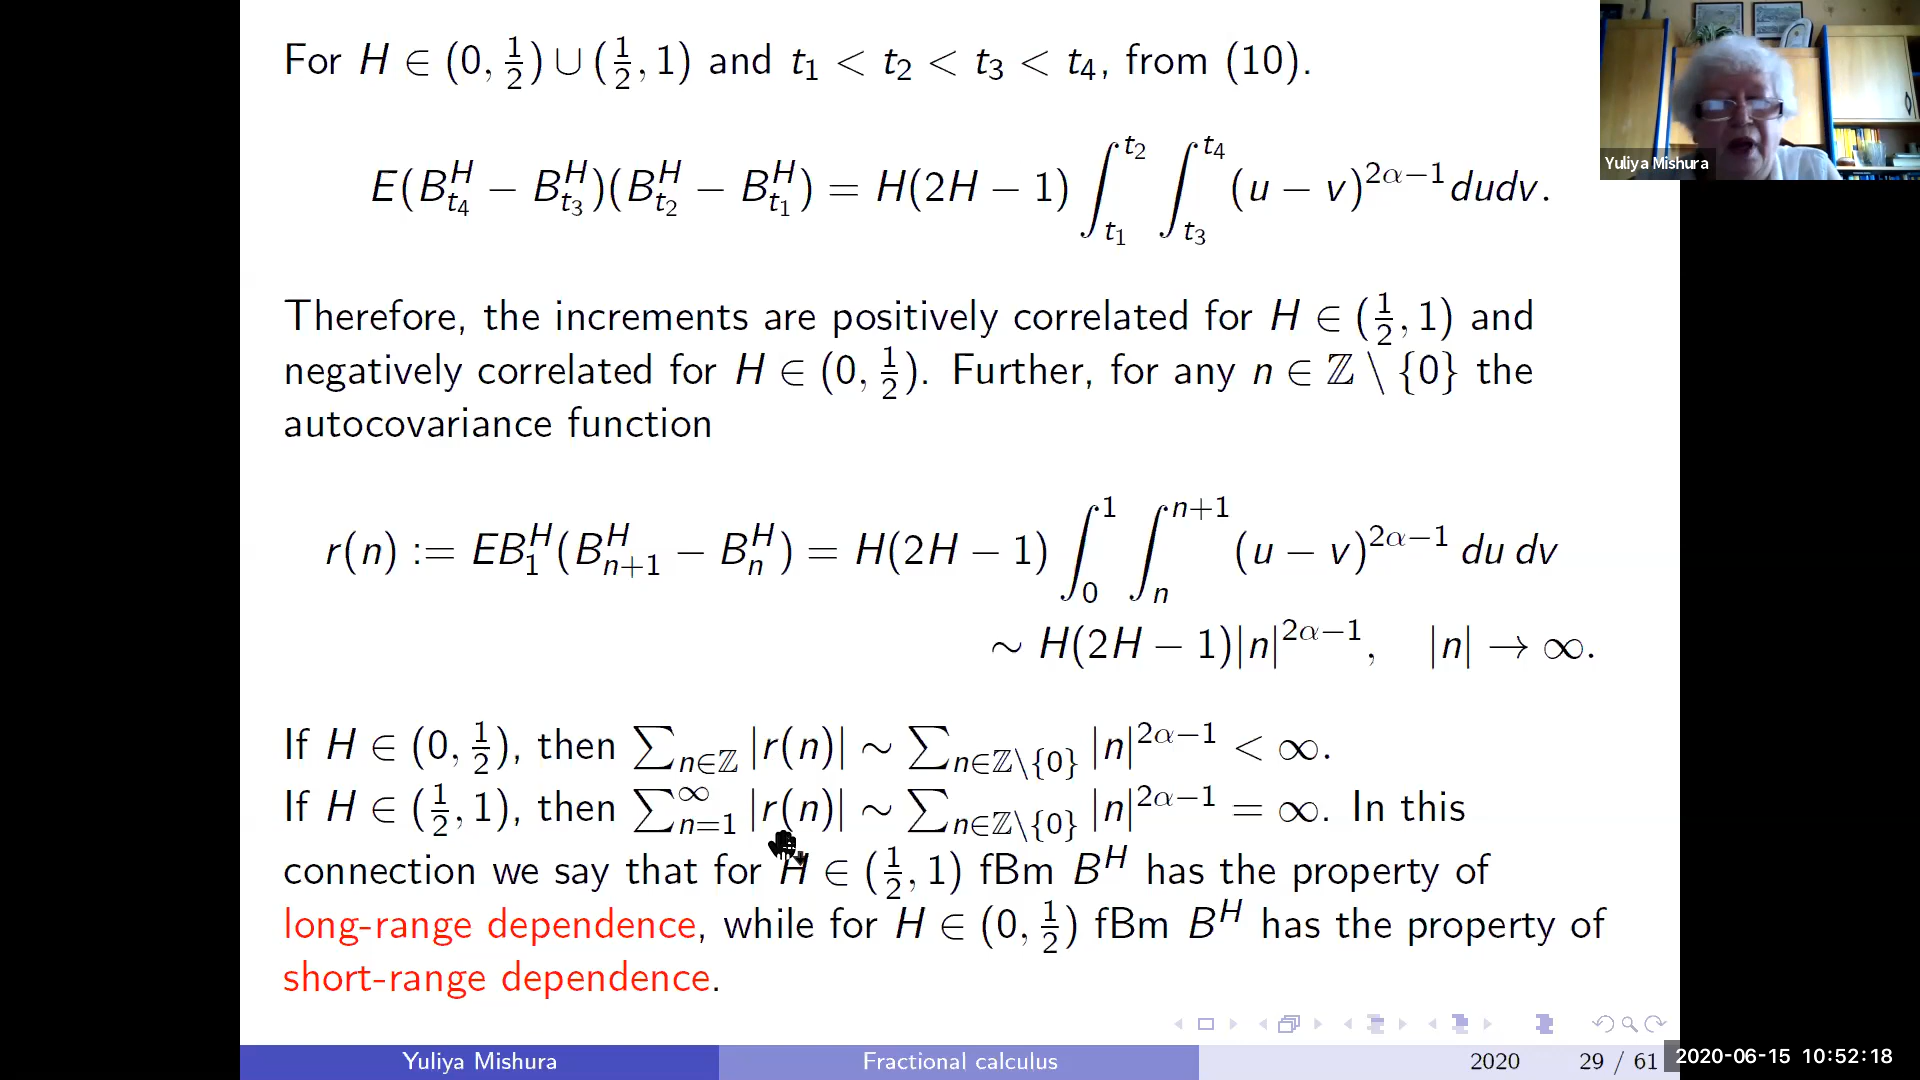 For H ∈ (0, 1/2) ∪ (1/2, 1) and t₁ < t₂ < t₃ < t₄, from (10).
Yuliya Mishura
E(B^H_{t₄} − B^H_{t₃})(B^H_{t₂} − B^H_{t₁}) = H(2H − 1) ∫_{t₁}^{t₂} ∫_{t₃}^{t₄} (u − v)^{2α−1} dudv.
Therefore, the increments are positively correlated for H ∈ (1/2, 1) and
negatively correlated for H ∈ (0, 1/2). Further, for any n ∈ ℤ \ {0} the
autocovariance function
r(n) := EB^H_1(B^H_{n+1} − B^H_n) = H(2H − 1) ∫_0^1 ∫_n^{n+1} (u − v)^{2α−1} du dv
∼ H(2H − 1)|n|^{2α−1}, |n| → ∞.
If H ∈ (0, 1/2), then ∑_{n∈ℤ} |r(n)| ∼ ∑_{n∈ℤ\{0}} |n|^{2α−1} < ∞.
If H ∈ (1/2, 1), then ∑_{n=1}^∞ |r(n)| ∼ ∑_{n∈ℤ\{0}} |n|^{2α−1} = ∞. In this
connection we say that for H ∈ (1/2, 1) fBm B^H has the property of
long-range dependence, while for H ∈ (0, 1/2) fBm B^H has the property of
short-range dependence.
Yuliya Mishura Fractional calculus 2020 29 / 61
2020-06-15 10:52:18